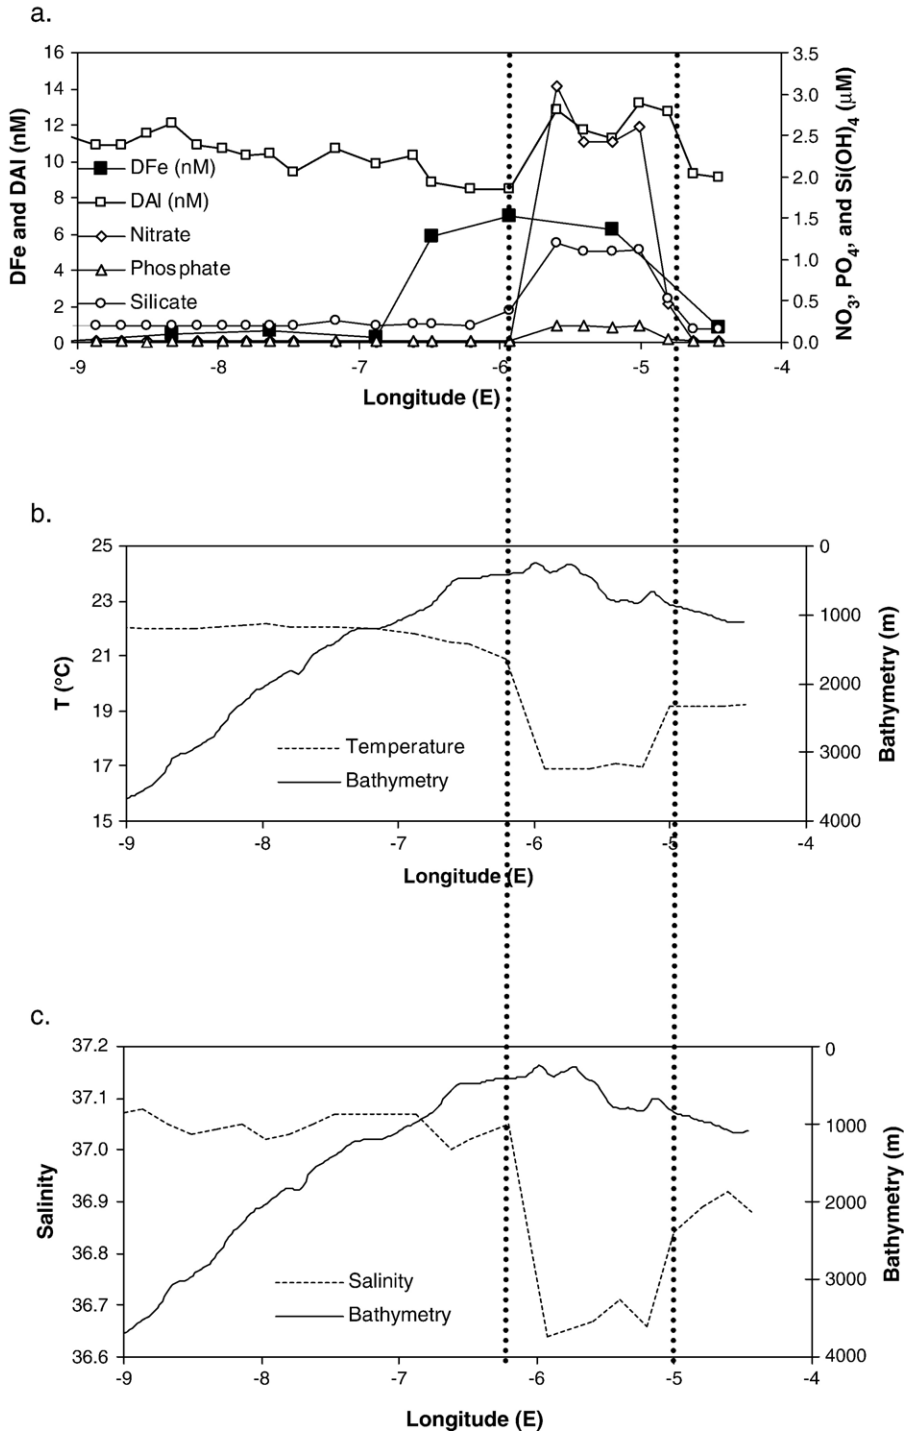 a.
16
14
12
10
8
6
4
2
0
DFe and DAl (nM)
3.5
3.0
2.5
2.0
1.5
1.0
0.5
0.0
NO3, PO4, and Si(OH)4 (μM)
DFe (nM)
DAl (nM)
Nitrate
Phosphate
Silicate
-9 -8 -7 -6 -5 -4
Longitude (E)
b.
25
23
21
19
17
15
T (°C)
0
1000
2000
3000
4000
Bathymetry (m)
Temperature
Bathymetry
-9 -8 -7 -6 -5 -4
Longitude (E)
c.
37.2
37.1
37.0
36.9
36.8
36.7
36.6
Salinity
0
1000
2000
3000
4000
Bathymetry (m)
Salinity
Bathymetry
-9 -8 -7 -6 -5 -4
Longitude (E)